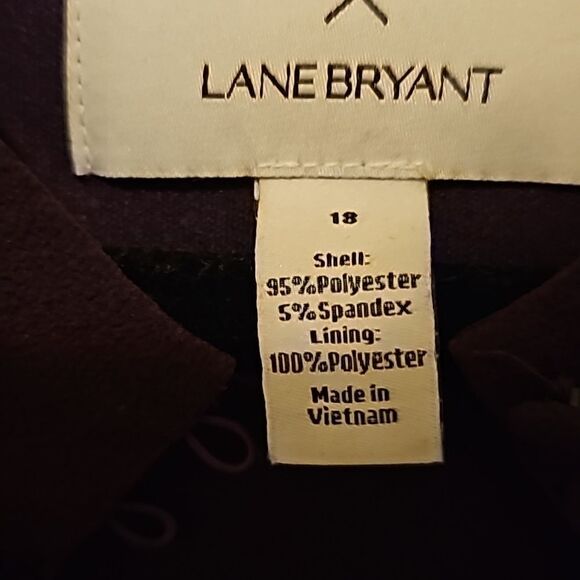 X
LANE BRYANT
18
Shell:
95%Polyester
5%Spandex
Lining:
100%Polyester
Made in
Vietnam